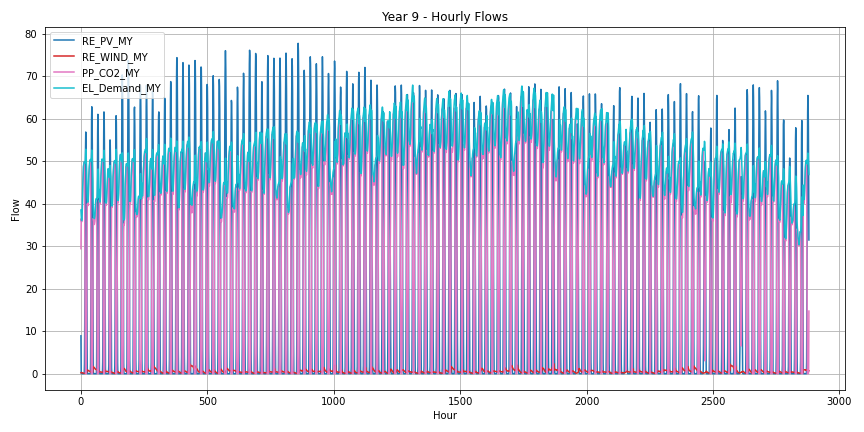 Year 9 - Hourly Flows
RE_PV_MY
RE_WIND_MY
PP_CO2_MY
EL_Demand_MY
Flow
80
70
60
50
40
30
20
10
0
0
500
1000
1500
2000
2500
3000
Hour